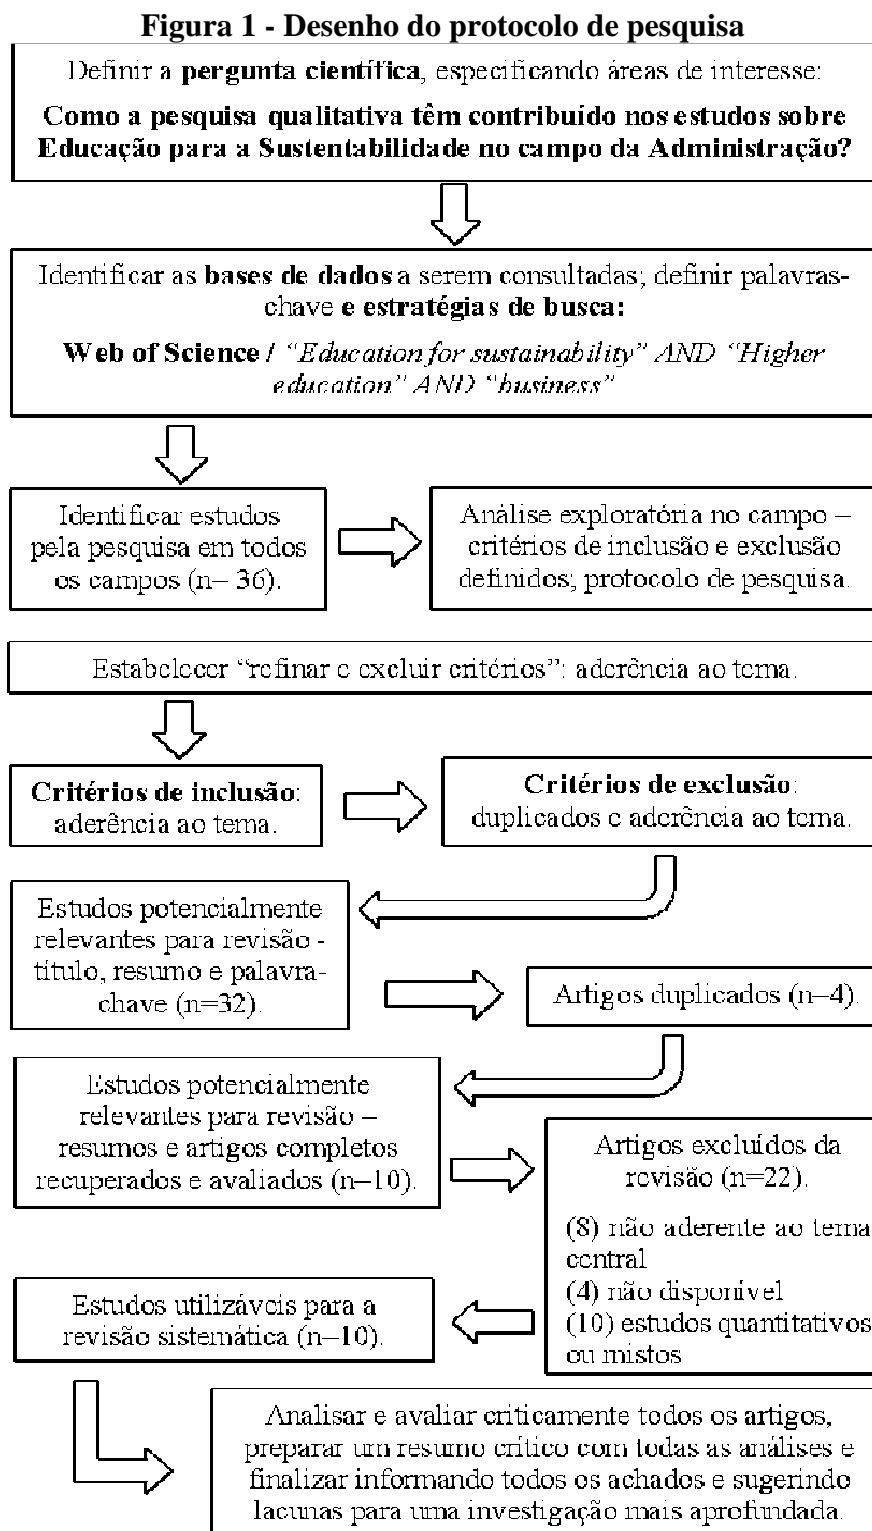 Figura 1 - Desenho do protocolo de pesquisa
Definir a pergunta científica, especificando áreas de interesse:
Como a pesquisa qualitativa têm contribuído nos estudos sobre
Educação para a Sustentabilidade no campo da Administração?
Identificar as bases de dados a serem consultadas; definir palavras-
chave e estratégias de busca:
Web of Science / “Education for sustainability” AND “Higher
education” AND “business”
Identificar estudos
pela pesquisa em todos
os campos (n= 36).
Análise exploratória no campo –
critérios de inclusão e exclusão
definidos; protocolo de pesquisa.
Estabelecer “refinar e excluir critérios”: aderência ao tema.
Critérios de inclusão:
aderência ao tema.
Critérios de exclusão:
duplicados e aderência ao tema.
Estudos potencialmente
relevantes para revisão -
título, resumo e palavra-
chave (n=32).
Artigos duplicados (n=4).
Estudos potencialmente
relevantes para revisão –
resumos e artigos completos
recuperados e avaliados (n=10).
Artigos excluídos da
revisão (n=22).
(8) não aderente ao tema
central
(4) não disponível
(10) estudos quantitativos
ou mistos
Estudos utilizáveis para a
revisão sistemática (n=10).
Analisar e avaliar criticamente todos os artigos,
preparar um resumo crítico com todas as análises e
finalizar informando todos os achados e sugerindo
lacunas para uma investigação mais aprofundada.